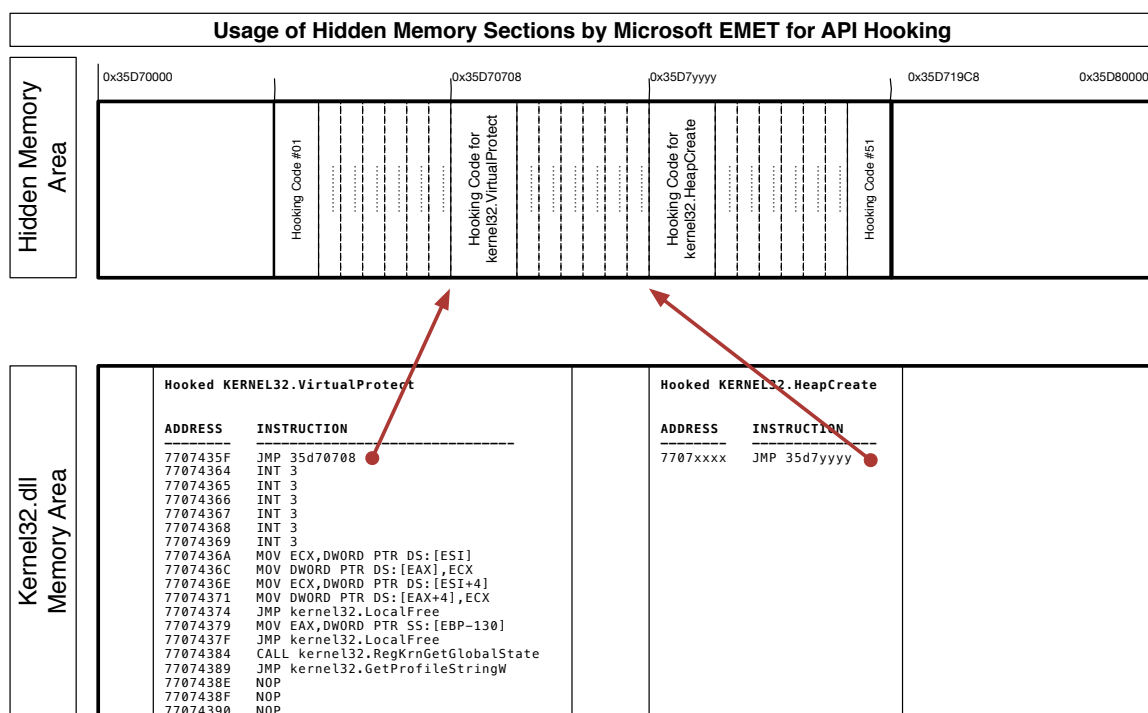 Usage of Hidden Memory Sections by Microsoft EMET for API Hooking
Hidden Memory
Area
0x35D70000
0x35D70708
0x35D7yyyy
0x35D719C8
0x35D80000
Hooking Code #01
..........
..........
..........
..........
..........
..........
Hooking Code for
kernel32.VirtualProtect
..........
..........
..........
..........
..........
..........
Hooking Code for
kernel32.HeapCreate
..........
..........
..........
..........
..........
..........
Hooking Code #51
Kernel32.dll
Memory Area
Hooked KERNEL32.VirtualProtect
ADDRESS INSTRUCTION
7707435F JMP 35d70708
77074364 INT 3
77074365 INT 3
77074366 INT 3
77074367 INT 3
77074368 INT 3
77074369 INT 3
7707436A MOV ECX,DWORD PTR DS:[ESI]
7707436C MOV DWORD PTR DS:[EAX],ECX
7707436E MOV ECX,DWORD PTR DS:[ESI+4]
77074371 MOV DWORD PTR DS:[EAX+4],ECX
77074374 JMP kernel32.LocalFree
77074379 MOV EAX,DWORD PTR SS:[EBP-130]
7707437F JMP kernel32.LocalFree
77074384 CALL kernel32.RegKrnGetGlobalState
77074389 JMP kernel32.GetProfileStringW
7707438E NOP
7707438F NOP
77074390 NOP
Hooked KERNEL32.HeapCreate
ADDRESS INSTRUCTION
7707xxxx JMP 35d7yyyy